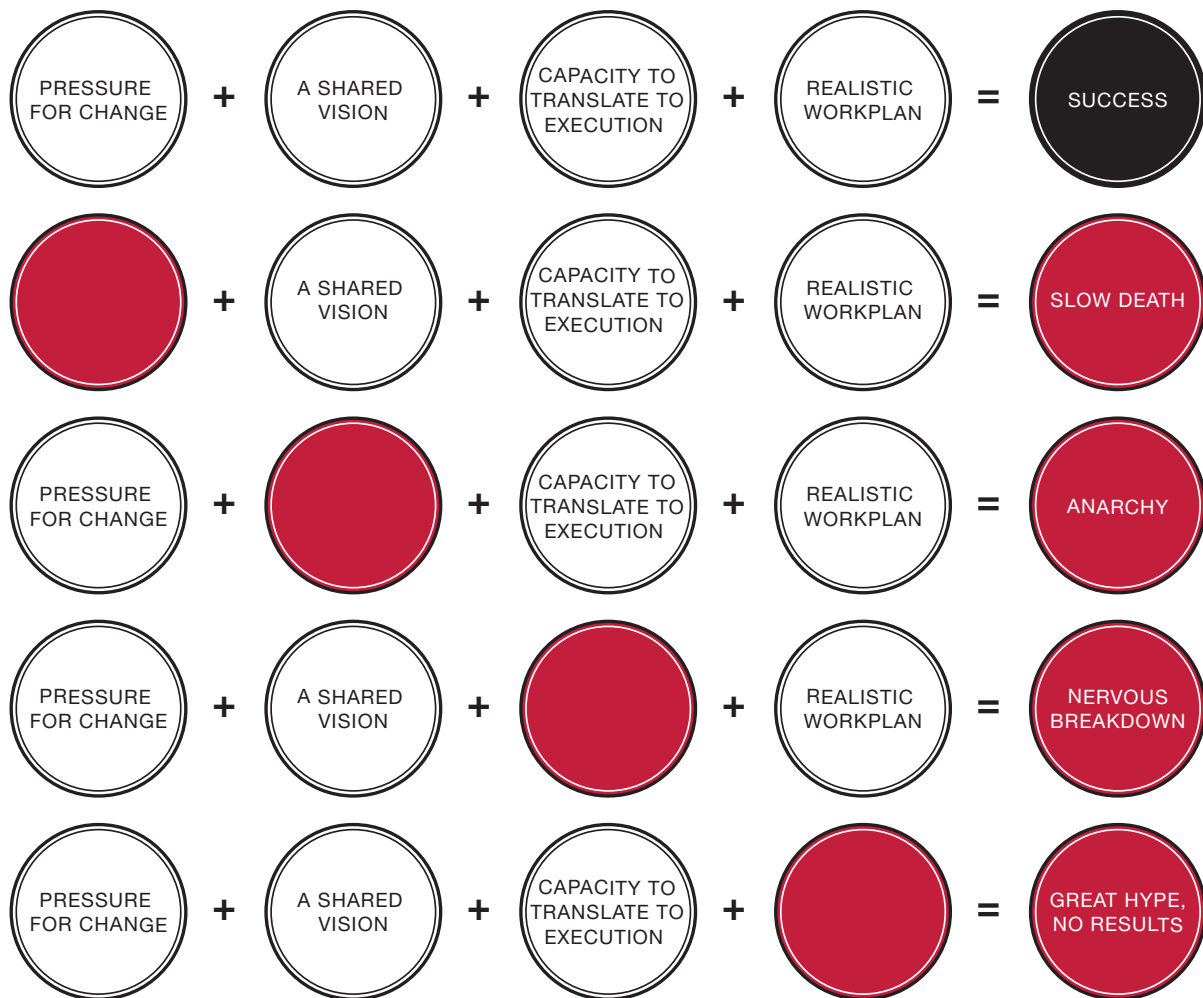 PRESSURE
FOR CHANGE
+
A SHARED
VISION
+
CAPACITY TO
TRANSLATE TO
EXECUTION
+
REALISTIC
WORKPLAN
=
SUCCESS
+
A SHARED
VISION
+
CAPACITY TO
TRANSLATE TO
EXECUTION
+
REALISTIC
WORKPLAN
=
SLOW DEATH
PRESSURE
FOR CHANGE
+
+
CAPACITY TO
TRANSLATE TO
EXECUTION
+
REALISTIC
WORKPLAN
=
ANARCHY
PRESSURE
FOR CHANGE
+
A SHARED
VISION
+
+
REALISTIC
WORKPLAN
=
NERVOUS
BREAKDOWN
PRESSURE
FOR CHANGE
+
A SHARED
VISION
+
CAPACITY TO
TRANSLATE TO
EXECUTION
+
=
GREAT HYPE,
NO RESULTS